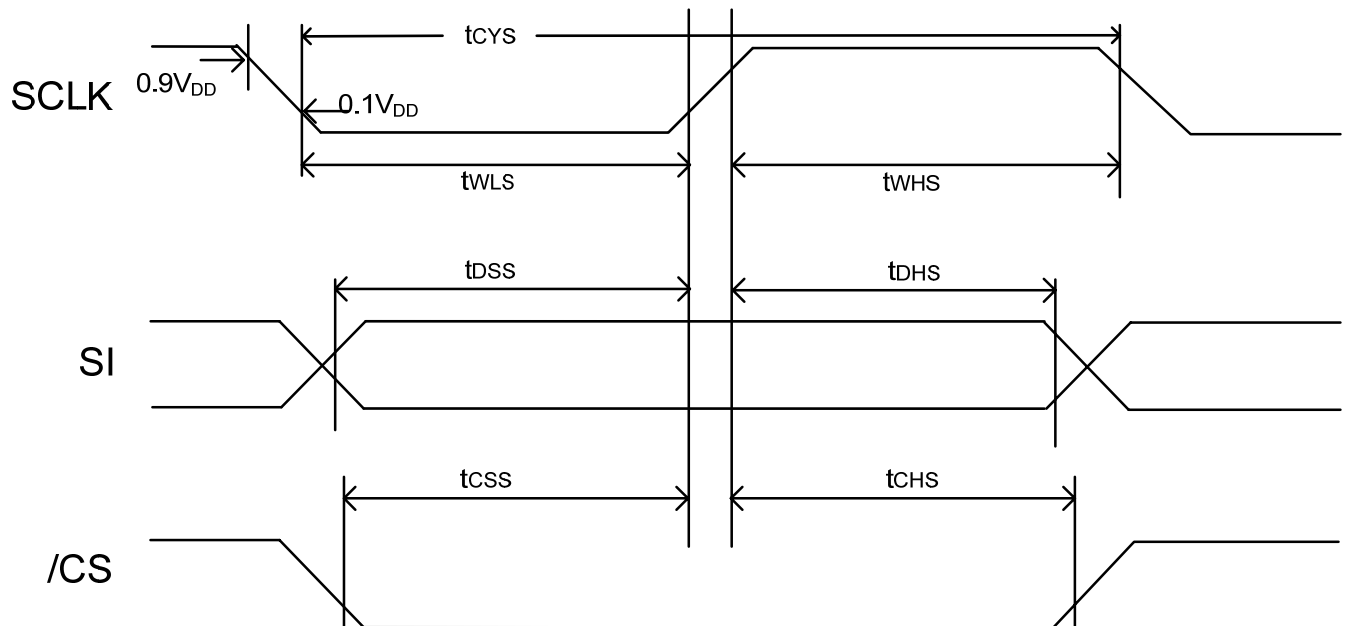 tCYS
0.9VDD
SCLK
0.1VDD
tWLS
tWHS
tDSS
tDHS
SI
tCSS
tCHS
/CS